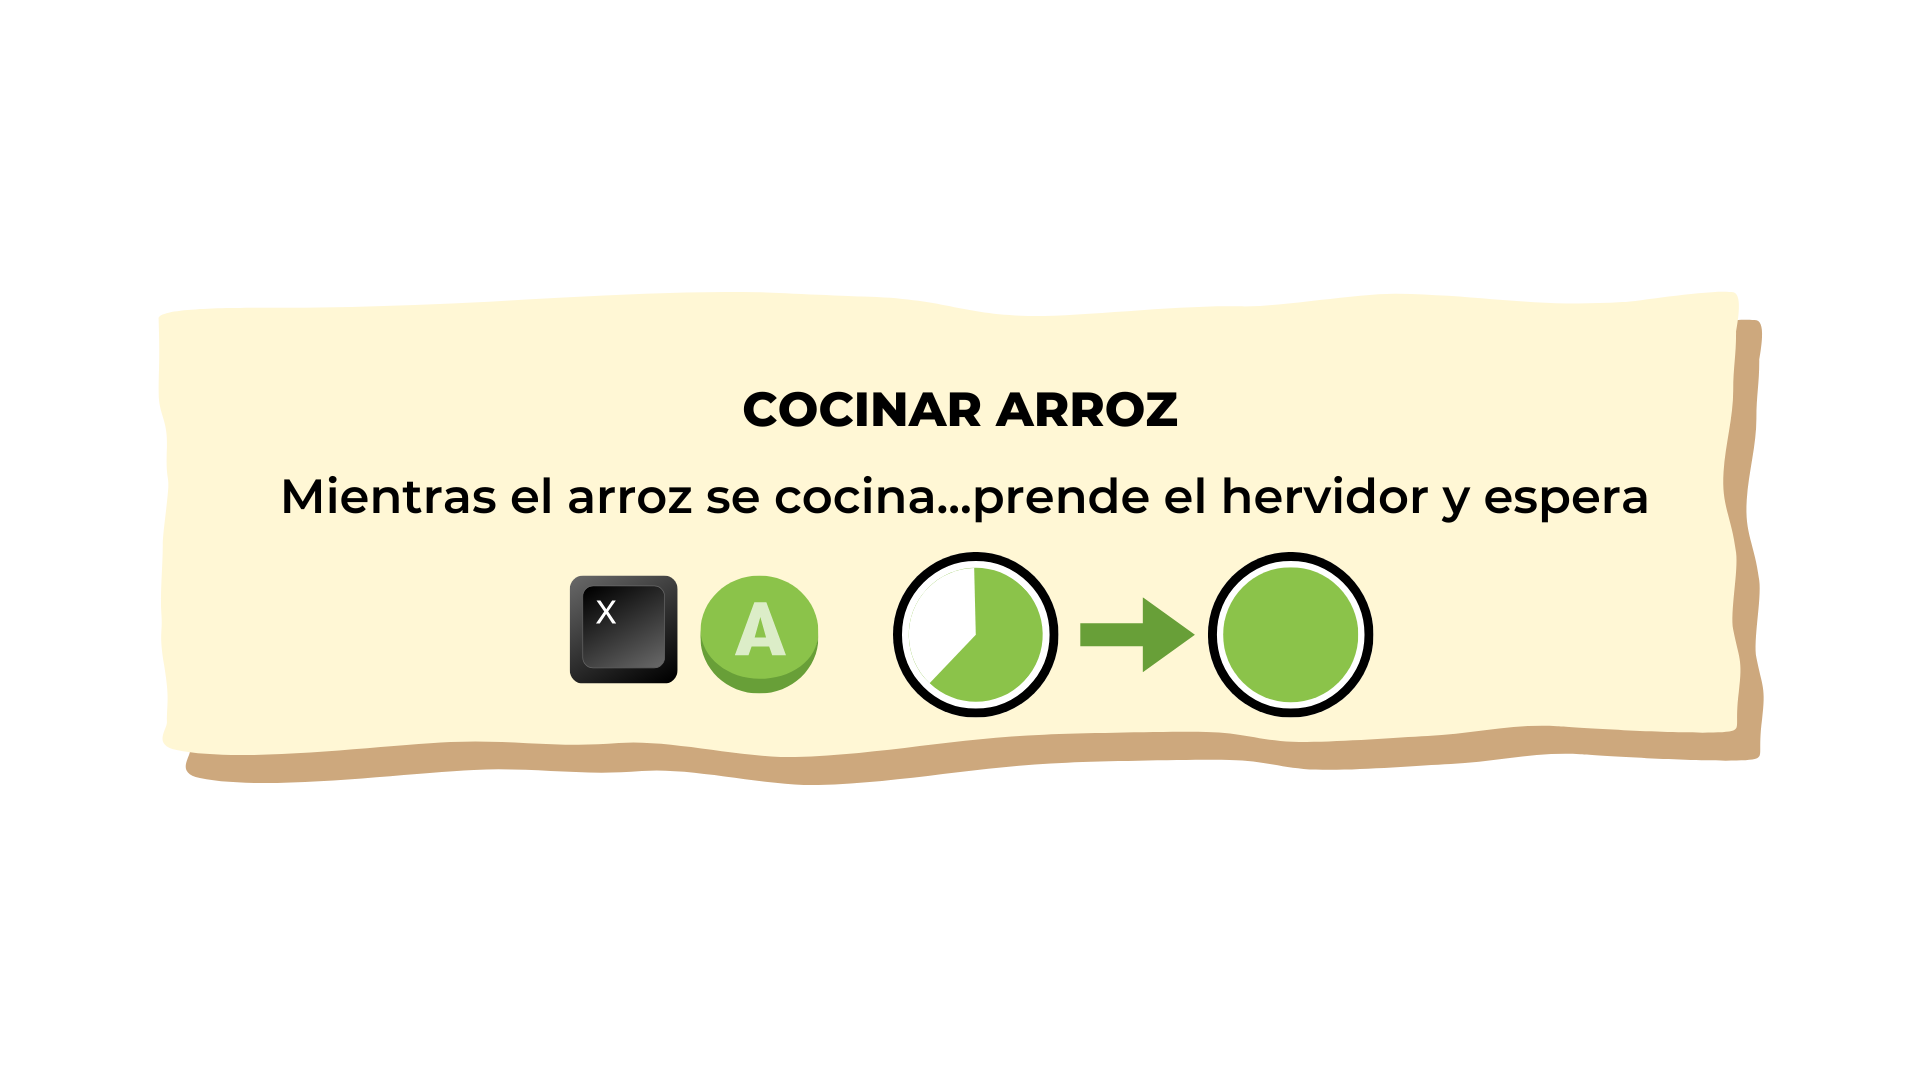 COCINAR ARROZ
Mientras el arroz se cocina...prende el hervidor y espera
X A